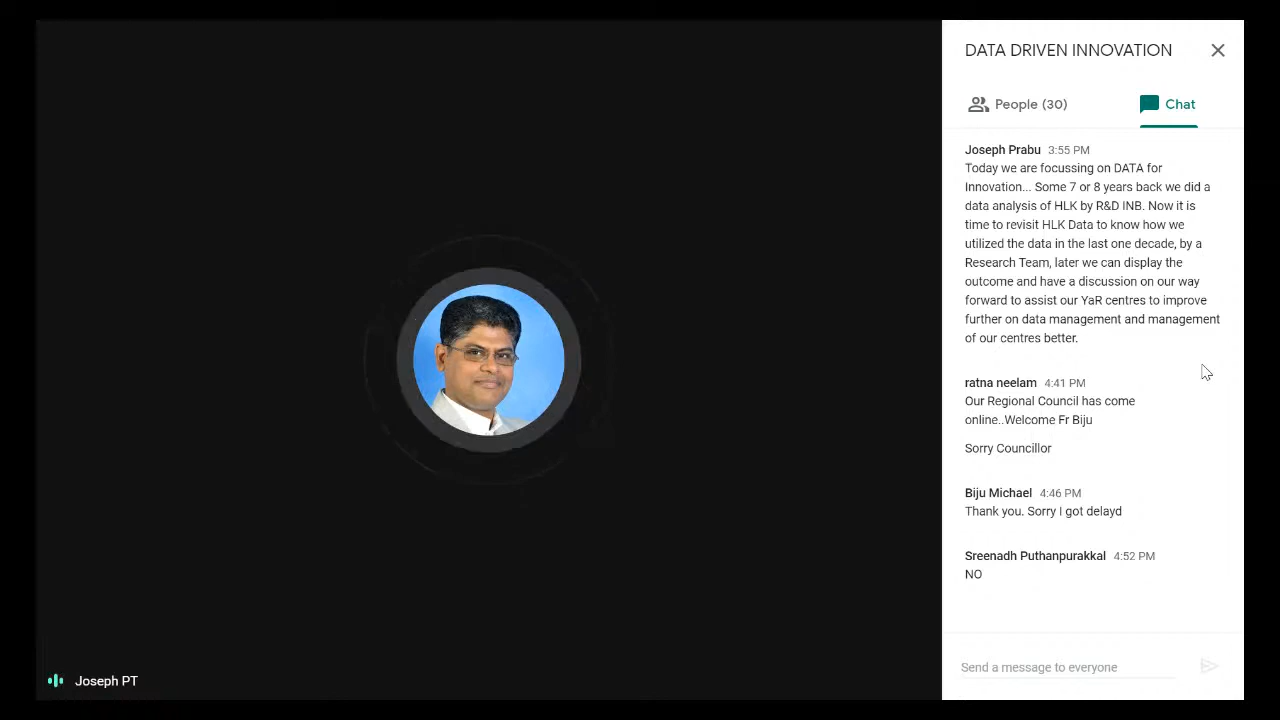 DATA DRIVEN INNOVATION
People (30)
Chat
Joseph Prabu 3:55 PM
Today we are focussing on DATA for
Innovation... Some 7 or 8 years back we did a
data analysis of HLK by R&D INB. Now it is
time to revisit HLK Data to know how we
utilized the data in the last one decade, by a
Research Team, later we can display the
outcome and have a discussion on our way
forward to assist our YaR centres to improve
further on data management and management
of our centres better.
ratna neelam 4:41 PM
Our Regional Council has come
online..Welcome Fr Biju
Sorry Councillor
Biju Michael 4:46 PM
Thank you. Sorry I got delayd
Sreenadh Puthanpurakkal 4:52 PM
NO
Send a message to everyone
Joseph PT